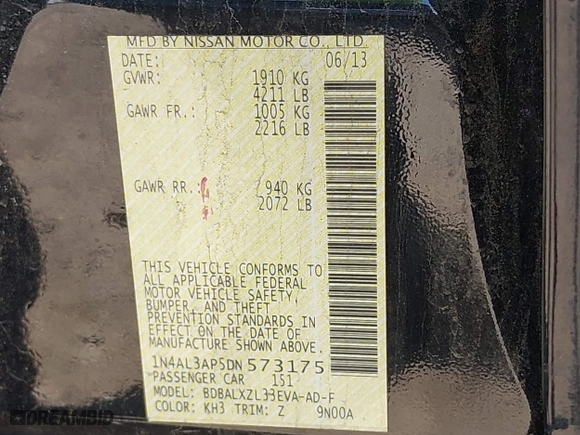 MFD BY NISSAN MOTOR CO., LTD
DATE: 06/13
GVWR: 1910 KG
4211 LB
GAWR FR.: 1005 KG
2216 LB
GAWR RR.: 940 KG
2072 LB
THIS VEHICLE CONFORMS TO
ALL APPLICABLE FEDERAL
MOTOR VEHICLE SAFETY,
BUMPER, AND THEFT
PREVENTION STANDARDS IN
EFFECT ON THE DATE OF
MANUFACTURE SHOWN ABOVE.
1N4AL3AP5DN 573175
PASSENGER CAR 151
MODEL: BDBALXZL33EVA-AD-F
COLOR: KH3 TRIM: Z 9N00A
DREAMBID